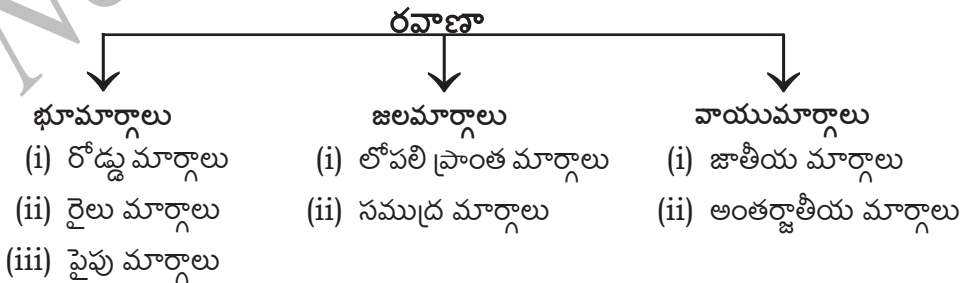 రవాణా
భూమార్గాలు జలమార్గాలు వాయుమార్గాలు
(i) రోడ్డు మార్గాలు (i) లోపలి ప్రాంత మార్గాలు (i) జాతీయ మార్గాలు
(ii) రైలు మార్గాలు (ii) సముద్ర మార్గాలు (ii) అంతర్జాతీయ మార్గాలు
(iii) పైపు మార్గాలు